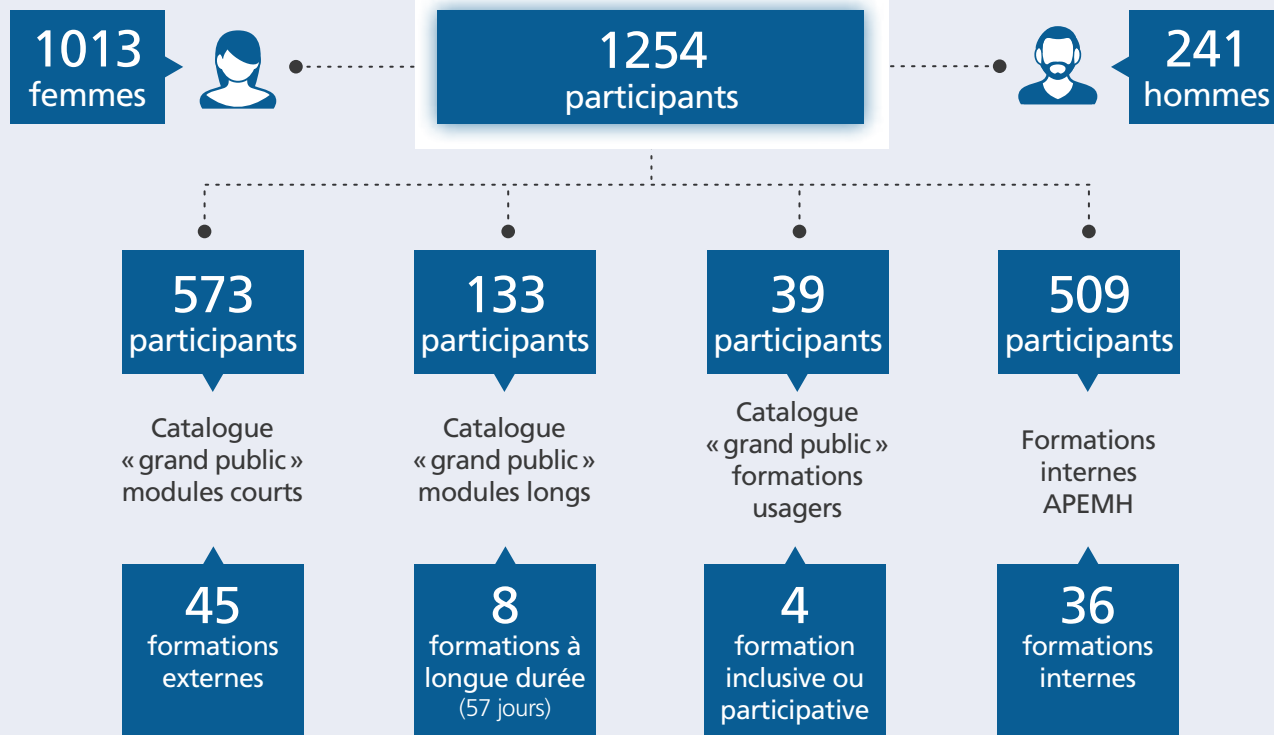 1013
femmes
1254
participants
241
hommes
573
participants
133
participants
39
participants
509
participants
Catalogue
« grand public »
modules courts
Catalogue
« grand public »
modules longs
Catalogue
« grand public »
formations
usagers
Formations
internes
APEMH
45
formations
externes
8
formations à
longue durée
(57 jours)
4
formation
inclusive ou
participative
36
formations
internes